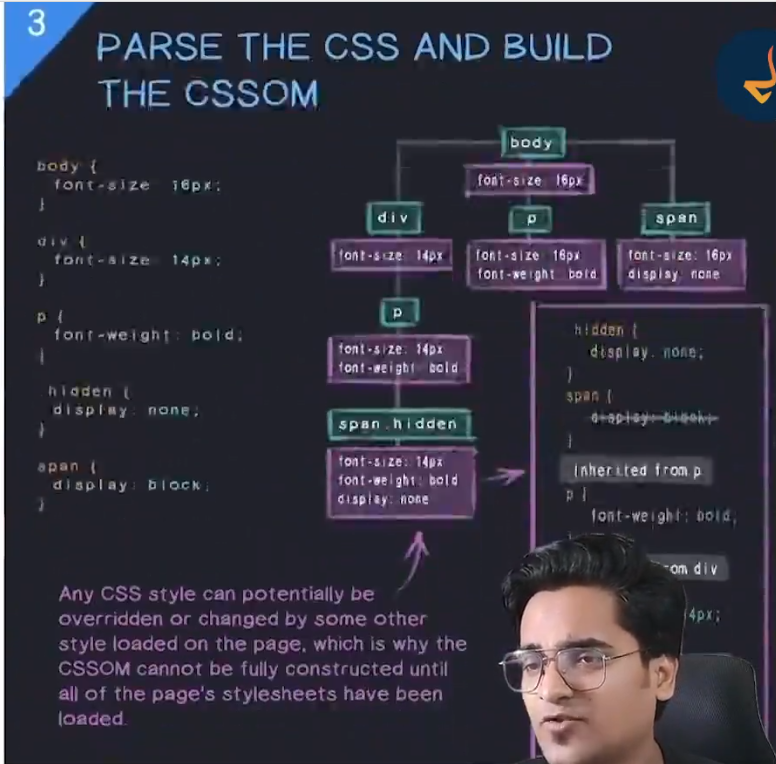 3
PARSE THE CSS AND BUILD
THE CSSOM
body {
font-size: 16px;
}
div {
font-size: 14px;
}
p {
font-weight: bold;
}
hidden {
display: none;
}
span {
display: block;
}
body
font-size: 16px
div
font-size: 14px
p
font-size: 16px
font-weight: bold
span
font-size: 16px
display: none
p
font-size: 14px
font-weight: bold
span.hidden
font-size: 14px
font-weight: bold
display: none
hidden {
display: none;
}
span {
display: block;
}
Inherited from p
p {
font-weight: bold;
from div
4px;
Any CSS style can potentially be
overridden or changed by some other
style loaded on the page, which is why the
CSSOM cannot be fully constructed until
all of the page's stylesheets have been
loaded.